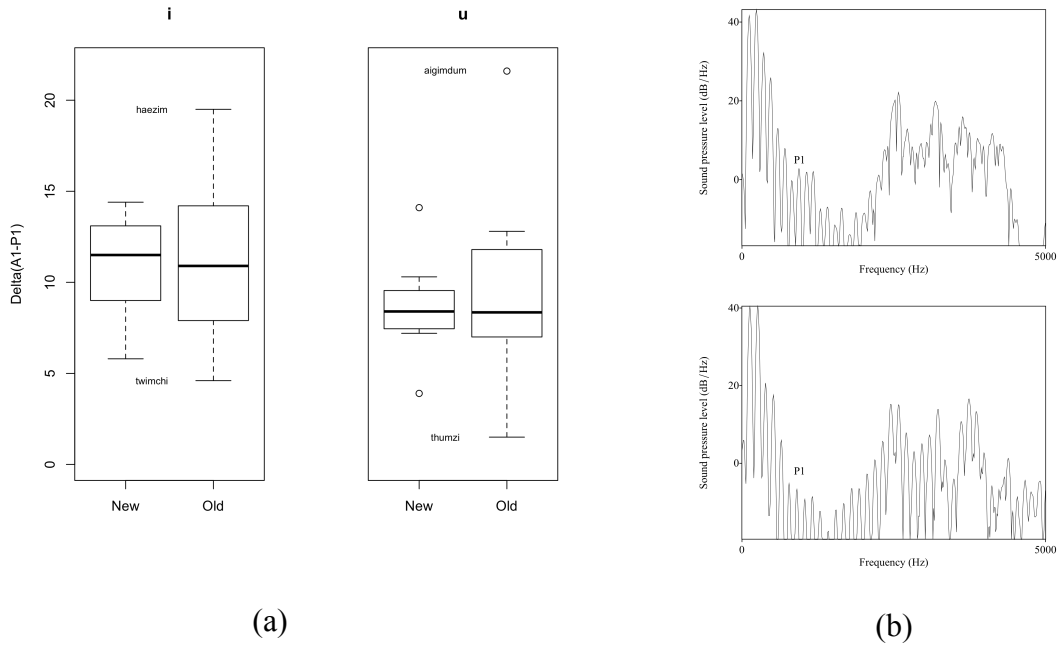 i
u
Delta(A1-P1)
20
15
10
5
0
haezim
twimchi
New
Old
aigimdum
thumzi
New
Old
Sound pressure level (dB/Hz)
40
20
0
P1
0
5000
Frequency (Hz)
Sound pressure level (dB/Hz)
40
20
0
P1
0
5000
Frequency (Hz)
(a)
(b)